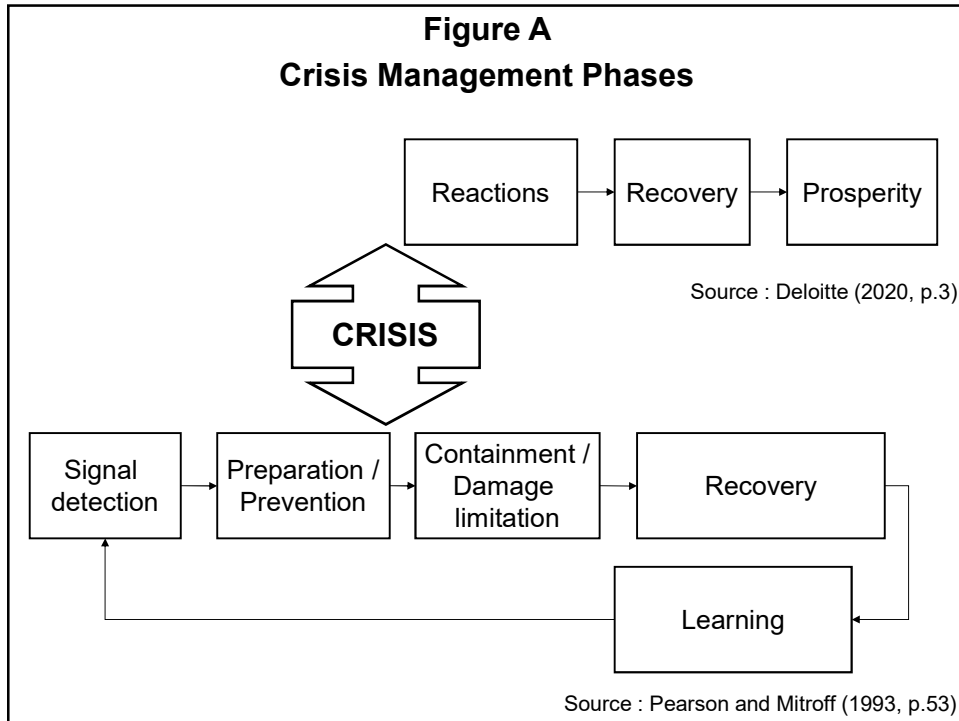 Figure A
Crisis Management Phases
Reactions
Recovery
Prosperity
Source : Deloitte (2020, p.3)
CRISIS
Signal
detection
Preparation /
Prevention
Containment /
Damage
limitation
Recovery
Learning
Source : Pearson and Mitroff (1993, p.53)